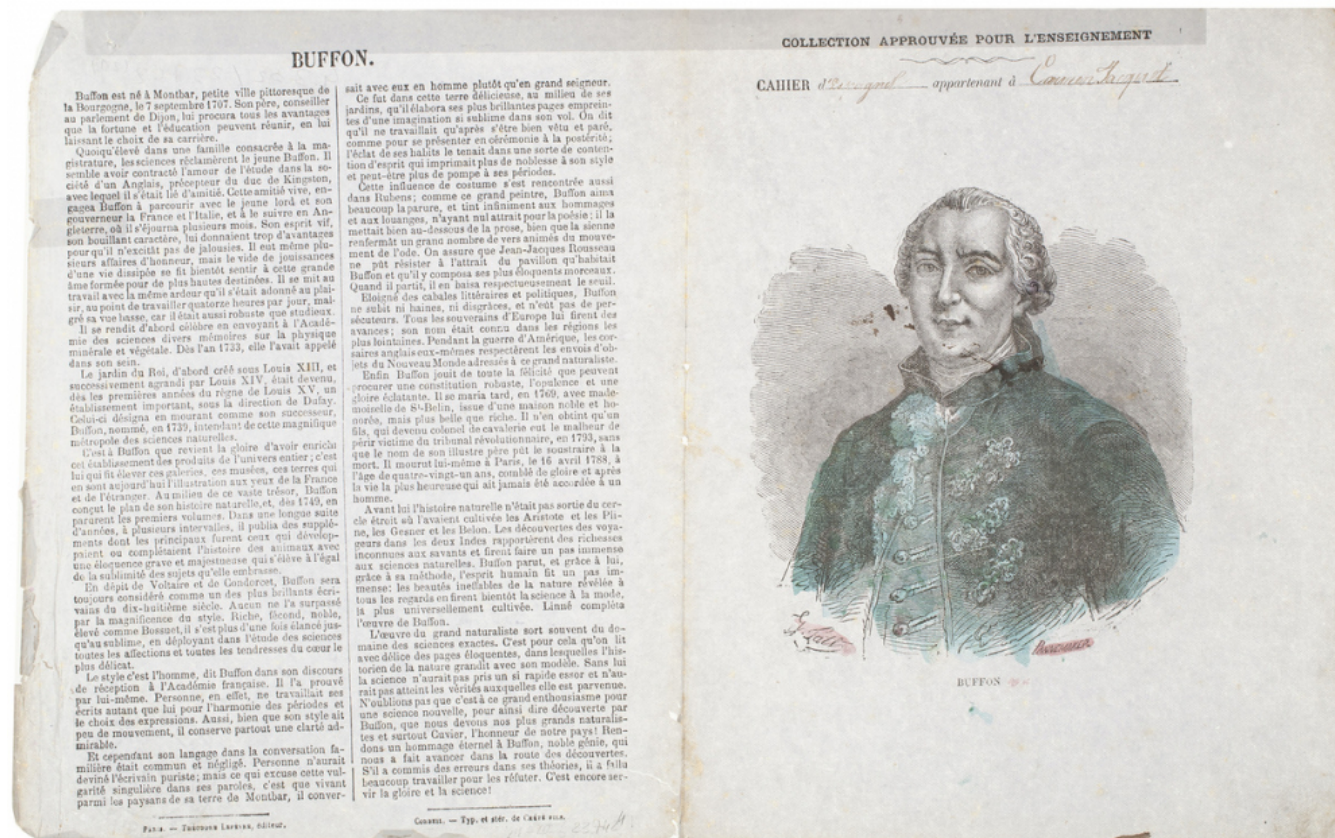 BUFFON.
Buffon est né à Montbar, petite ville pittoresque de
la Bourgogne, le 7 septembre 1707. Son père, conseiller
au parlement de Dijon, lui procura tous les avantages
que la fortune et l'éducation peuvent réunir, en lui
laissant le choix de sa carrière.
Quoiqu'élevé dans une famille consacrée à la ma-
gistrature, les sciences réclamèrent le jeune Buffon. Il
semble avoir contracté l'amour de l'étude dans la so-
ciété d'un Anglais, précepteur du duc de Kingston,
avec lequel il s'était lié d'amitié. Cette amitié vive, en-
gagea Buffon à parcourir avec le jeune lord et son
gouverneur la France et l'Italie, et à le suivre en An-
gleterre, où il s'éjourna plusieurs mois. Son esprit vif,
son bouillant caractère, lui donnaient trop d'avantages
pour qu'il n'excitât pas de jalousies. Il eut même plu-
sieurs affaires d'honneur, mais le vide de jouissances
d'une vie dissipée se fit bientôt sentir à cette grande
âme formée pour de plus hautes destinées. Il se mit au
travail avec la même ardeur qu'il s'était adonné au plai-
sir, au point de travailler quatorze heures par jour, mal-
gré sa vue basse, car il était aussi robuste que studieux.
Il se rendit d'abord célèbre en envoyant à l'Acadé-
mie des sciences divers mémoires sur la physique
minérale et végétale. Dès l'an 1733, elle l'avait appelé
dans son sein.
Le jardin du Roi, d'abord créé sous Louis XIII, et
successivement agrandi par Louis XIV, était devenu,
dès les premières années du règne de Louis XV, un
établissement important, sous la direction de Dufay.
Celui-ci désigna en mourant comme son successeur,
Buffon, nommé, en 1739, intendant de cette magnifique
métropole des sciences naturelles.
C'est à Buffon que revient la gloire d'avoir enrichi
cet établissement des produits de l'univers entier; c'est
lui qui fit élever ces galeries, ces musées, ces terres qui
en sont aujourd'hui l'illustration aux yeux de la France
et de l'étranger. Au milieu de ce vaste trésor, Buffon
conçut le plan de son histoire naturelle, et, dès 1749, en
parurent les premiers volumes. Dans une longue suite
d'années, à plusieurs intervalles, il publia des supplé-
ments dont les principaux furent ceux qui dévelop-
paient ou complétaient l'histoire des animaux avec
une éloquence grave et majestueuse qui s'élève à l'égal
de la sublimité des sujets qu'elle embrasse.
En dépit de Voltaire et de Condorcet, Buffon sera
toujours considéré comme un des plus brillants écri-
vains du dix-huitième siècle. Aucun ne l'a surpassé
par la magnificence du style. Riche, fécond, noble,
élevé comme Bossuet, il s'est plus d'une fois élancé jus-
qu'au sublime, en déployant dans l'étude des sciences
toutes les affections et toutes les tendresses du cœur le
plus délicat.
Le style c'est l'homme, dit Buffon dans son discours
de réception à l'Académie française. Il l'a prouvé
par lui-même. Personne, en effet, ne travaillait ses
écrits autant que lui pour l'harmonie des périodes et
le choix des expressions. Aussi, bien que son style ait
peu de mouvement, il conserve partout une clarté ad-
mirable.
Et cependant son langage dans la conversation fa-
milière était commun et négligé. Personne n'aurait
deviné l'écrivain puriste; mais ce qui excuse cette vul-
garité singulière dans ses paroles, c'est que vivant
parmi les paysans de sa terre de Montbar, il conver-
sait avec eux en homme plutôt qu'en grand seigneur.
Ce fut dans cette terre délicieuse, au milieu de ses
jardins, qu'il élabora ses plus brillantes pages emprein-
tes d'une imagination si sublime dans son vol. On dit
qu'il ne travaillait qu'après s'être bien vêtu et paré,
comme pour se présenter en cérémonie à la postérité;
l'éclat de ses habits le tenait dans une sorte de conten-
tion d'esprit qui imprimait plus de noblesse à son style
et peut-être plus de pompe à ses périodes.
Cette influence de costume s'est rencontrée aussi
dans Rubens; comme ce grand peintre, Buffon aima
beaucoup la parure, et tint infiniment aux hommages
et aux louanges, n'ayant nul attrait pour la poésie; il la
mettait bien au-dessous de la prose, bien que la sienne
renfermât un grand nombre de vers animés du mouve-
ment de l'ode. On assure que Jean-Jacques Rousseau
ne pût résister à l'attrait du pavillon qu'habitait
Buffon et qu'il y composa ses plus éloquents morceaux.
Quand il partit, il en baisa respectueusement le seuil.
Eloigné des cabales littéraires et politiques, Buffon
ne subit ni haines, ni disgrâces, et n'eût pas de per-
sécuteurs. Tous les souverains d'Europe lui firent des
avances; son nom était connu dans les régions les
plus lointaines. Pendant la guerre d'Amérique, les cor-
saires anglais eux-mêmes respectèrent les envois d'ob-
jets du Nouveau Monde adressés à ce grand naturaliste.
Enfin Buffon jouit de toute la félicité que peuvent
procurer une constitution robuste, l'opulence et une
gloire éclatante. Il se maria tard, en 1769, avec made-
moiselle de St-Belin, issue d'une maison noble et ho-
norés, mais plus belle que riche. Il n'en obtint qu'un
fils, qui devenu colonel de cavalerie eut le malheur de
périr victime du tribunal révolutionnaire, en 1793, sans
que le nom de son illustre père pût le soustraire à la
mort. Il mourut lui-même à Paris, le 16 avril 1788, à
l'âge de quatre-vingt-un ans, comblé de gloire et après
la vie la plus heureuse qui ait jamais été accordée à un
homme.
Avant lui l'histoire naturelle n'était pas sortie du cer-
cle étroit où l'avaient cultivée les Aristote et les Pli-
ne, les Gesner et les Belon. Les découvertes des voya-
geurs dans les deux Indes rapportèrent des richesses
inconnues aux savants et firent faire un pas immense
aux sciences naturelles. Buffon parut, et grâce à lui,
grâce à sa méthode, l'esprit humain fit un pas im-
mense: les beautés ineffables de la nature révélée à
tous les regards en firent bientôt la science à la mode,
la plus universellement cultivée. Linné compléta
l'œuvre de Buffon.
L'œuvre du grand naturaliste sort souvent du do-
maine des sciences exactes. C'est pour cela qu'on lit
avec délice des pages éloquentes, dans lesquelles l'his-
torien de la nature grandit avec son modèle. Sans lui
la science n'aurait pas pris un si rapide essor et n'au-
rait pas atteint les vérités auxquelles elle est parvenue.
N'oublions pas que c'est à ce grand enthousiasme pour
une science nouvelle, pour ainsi dire découverte par
Buffon, que nous devons nos plus grands naturalis-
tes et surtout Cuvier, l'honneur de notre pays! Ren-
dons un hommage éternel à Buffon, noble génie, qui
nous a fait avancer dans la route des découvertes.
S'il a commis des erreurs dans ses théories, il a fallu
beaucoup travailler pour les réfuter. C'est encore ser-
vir la gloire et la science!
PARIS. — THÉODORE LEFÈVRE, éditeur.
CORBEIL. — Typ. et stér. de CRÉTÉ FILS.
COLLECTION APPROUVÉE POUR L'ENSEIGNEMENT
CAHIER d'Espagnol appartenant à
BUFFON